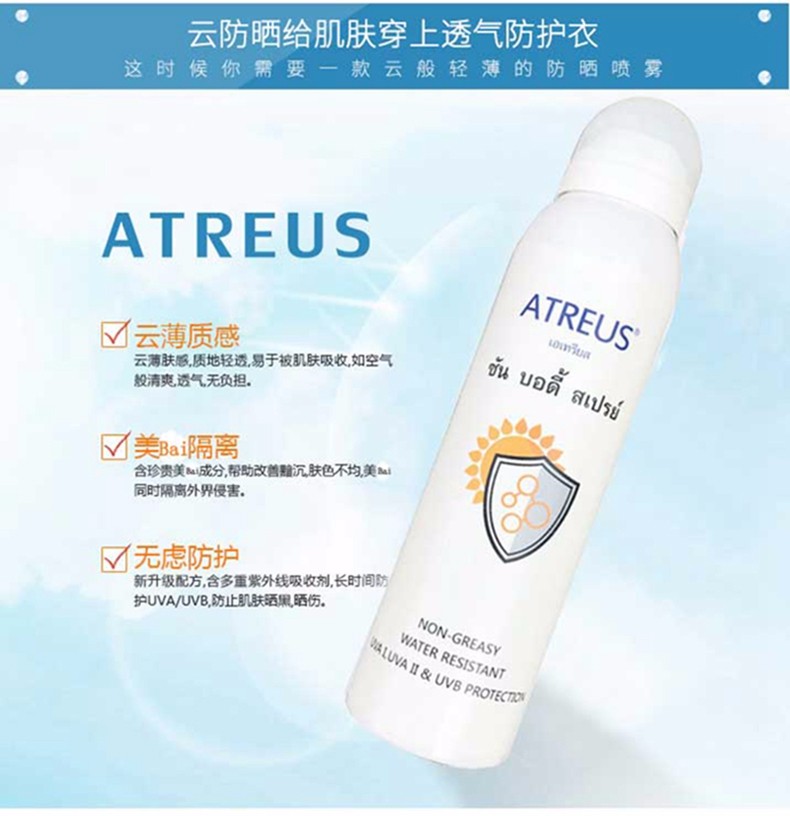 云防晒给肌肤穿上透气防护衣
这时候你需要一款云般轻薄的防晒喷雾
ATREUS
云薄质感
云薄肤感,质地轻透,易于被肌肤吸收,如空气
般清爽,透气,无负担。
美Bai隔离
含珍贵美Bai成分,帮助改善黯沉,肤色不均,美Bai
同时隔离外界侵害。
无虑防护
新升级配方,含多重紫外线吸收剂,长时间防
护UVA/UVB,防止肌肤晒黑,晒伤。
ATREUS®
เอเทรียส
ซัน บอดี้ สเปรย์
NON-GREASY
WATER RESISTANT
UVA I,UVA II & UVB PROTECTION